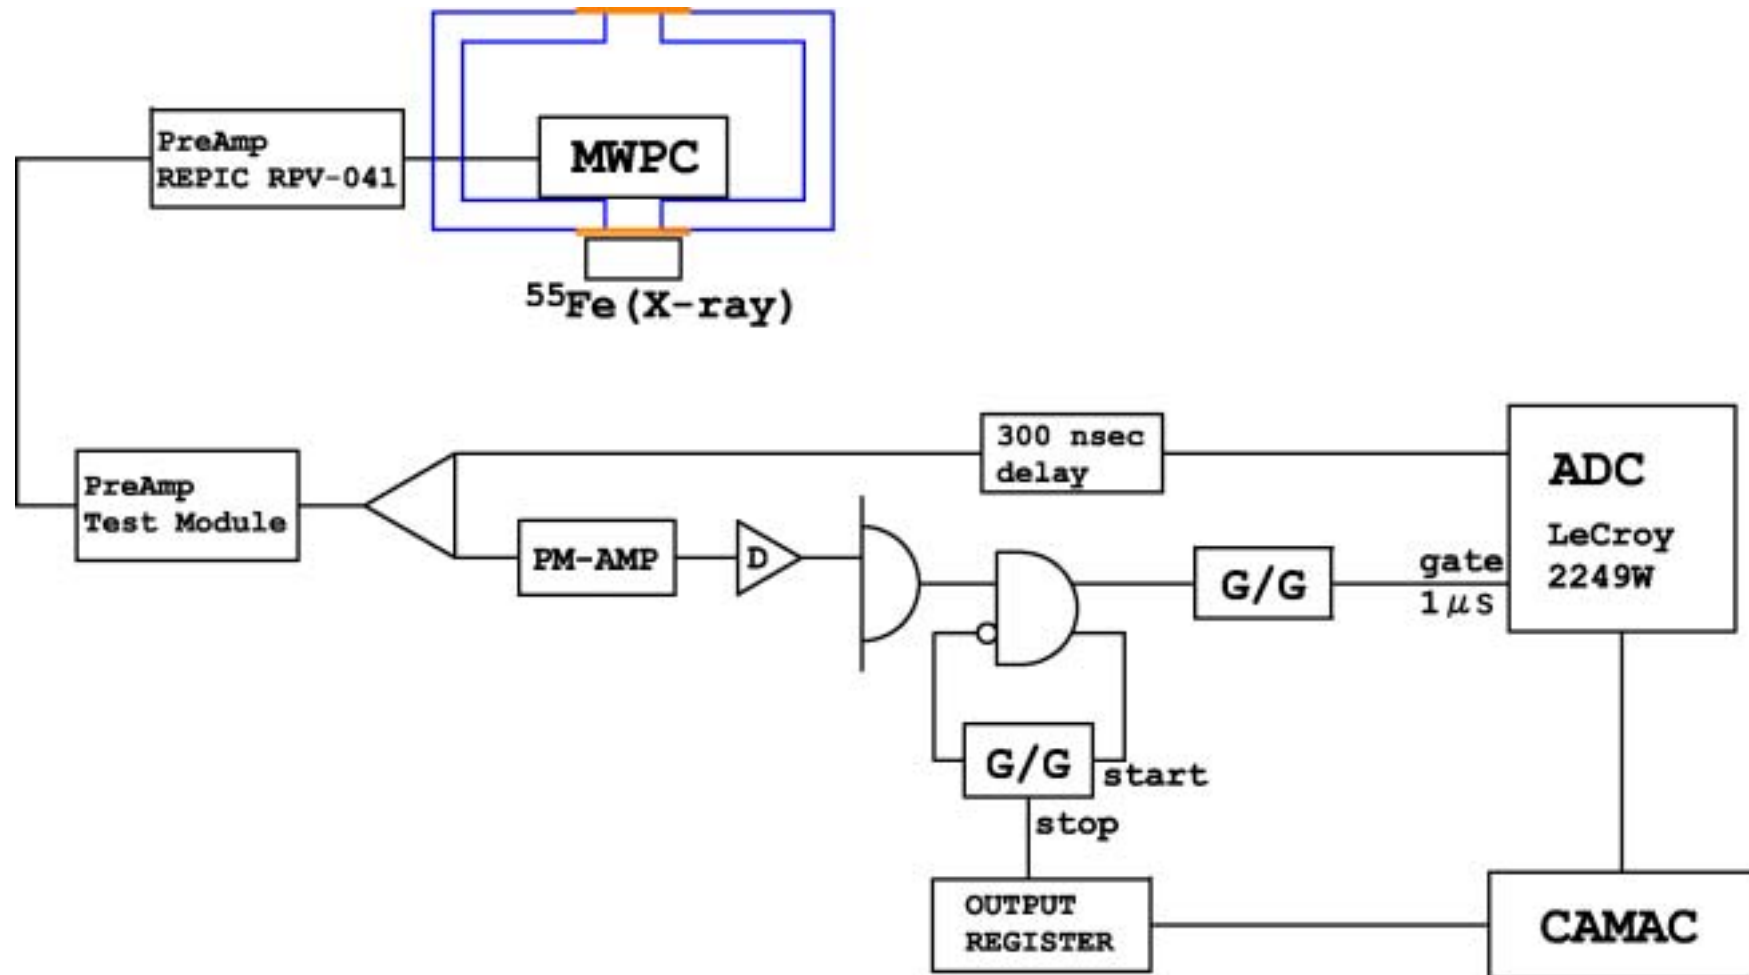 PreAmp
REPIC RPV-041
MWPC
55Fe(X-ray)
PreAmp
Test Module
300 nsec
delay
ADC
LeCroy
2249W
PM-AMP
D
G/G
gate
1μS
G/G
start
stop
OUTPUT
REGISTER
CAMAC